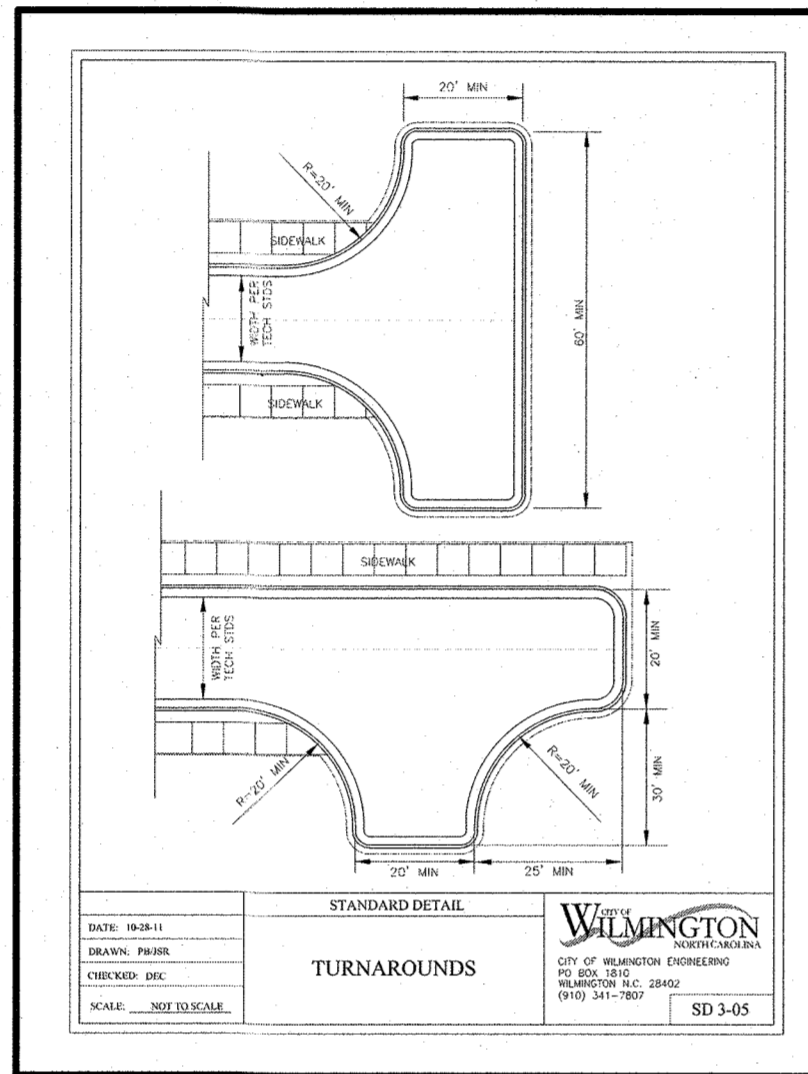 20' MIN
R=20' MIN
SIDEWALK
WIDTH PER
TECH STDS
N
60' MIN
SIDEWALK
SIDEWALK
WIDTH PER
TECH STDS
N
20' MIN
R=20' MIN
R=20' MIN
30' MIN
20' MIN
25' MIN
STANDARD DETAIL
TURNAROUNDS
DATE: 10-28-11
DRAWN: PB/JSR
CHECKED: DEC
SCALE: NOT TO SCALE
CITY OF
WILMINGTON
NORTH CAROLINA
CITY OF WILMINGTON ENGINEERING
PO BOX 1810
WILMINGTON N.C. 28402
(910) 341-7807
SD 3-05